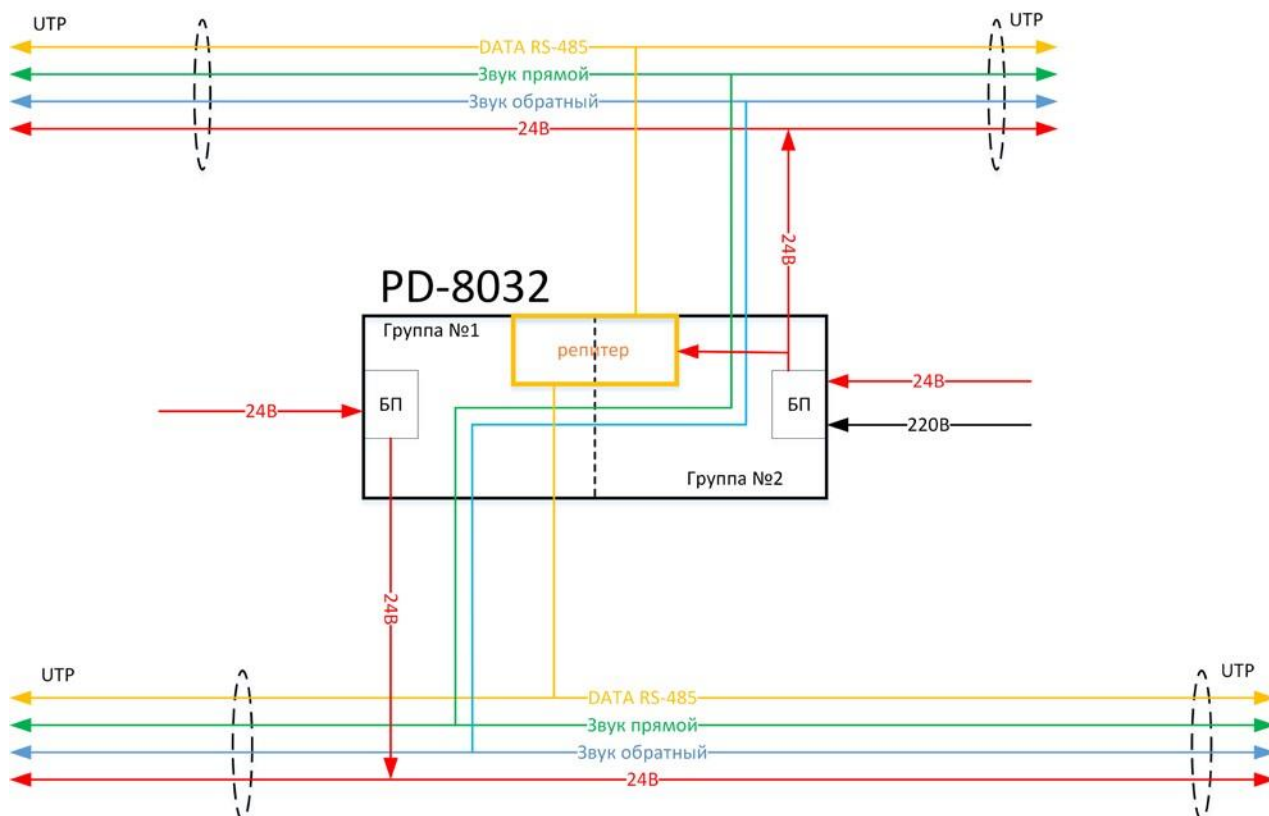 UTP
UTP
DATA RS-485
Звук прямой
Звук обратный
24В
24В
PD-8032
Группа №1
репитер
БП
БП
24В
24В
220В
Группа №2
24В
UTP
UTP
DATA RS-485
Звук прямой
Звук обратный
24В